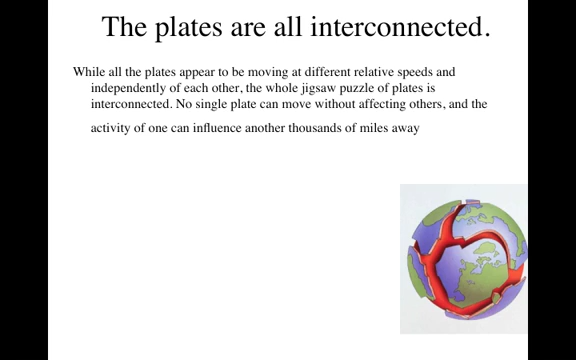 The plates are all interconnected.
While all the plates appear to be moving at different relative speeds and
independently of each other, the whole jigsaw puzzle of plates is
interconnected. No single plate can move without affecting others, and the
activity of one can influence another thousands of miles away